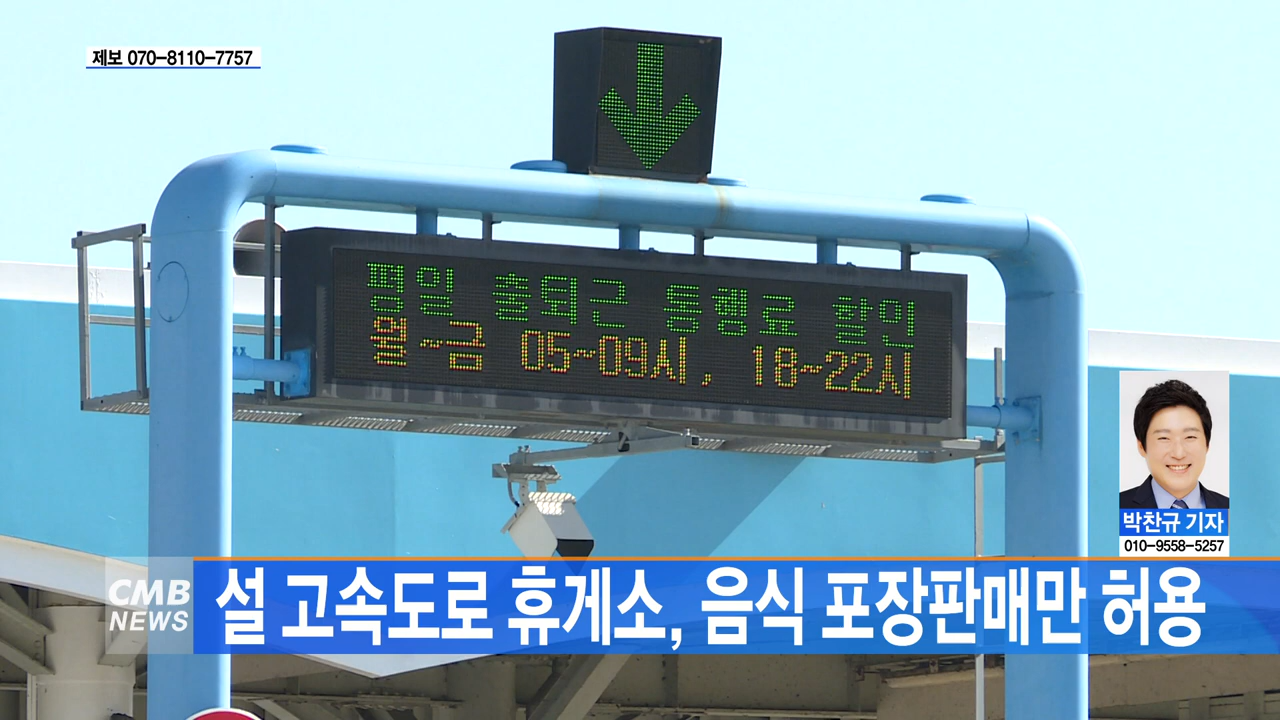 제보 070-8110-7757
평일 출퇴근 통행료 할인
월~금 05~09시, 18~22시
박찬규 기자
010-9558-5257
CMB
NEWS
설 고속도로 휴게소, 음식 포장판매만 허용